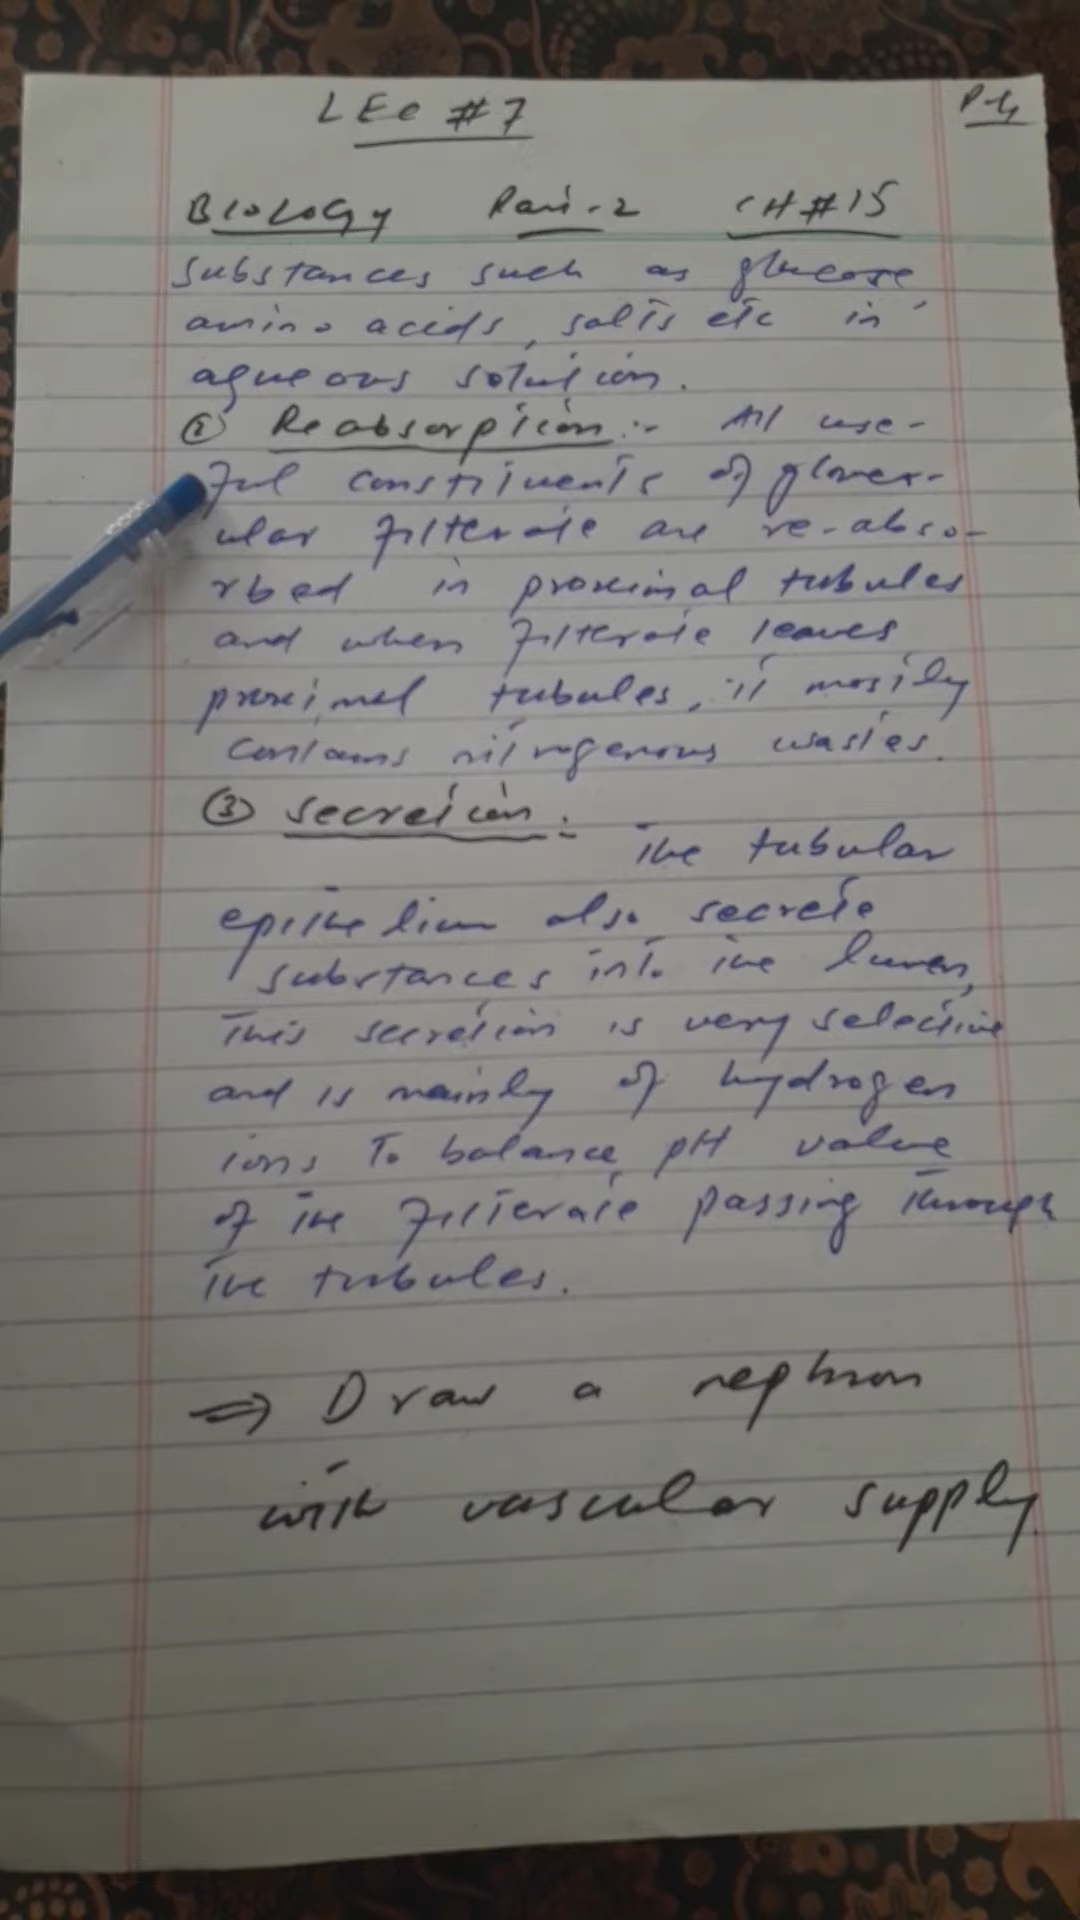 LEC #7
P-4
BIOLOGY Part-2 CH#15
substances such as glucose
amino acids, salts etc in
aqueous solution.
② Reabsorption:- All use-
ful constituents of glomer-
ular filterate are re-abso-
rbed in proximal tubules
and when filterate leaves
proximal tubules, it mostly
contains nitrogenous wastes.
③ secretion:
The tubular
epithelium also secrete
substances into the lumen,
This secretion is very selective
and is mainly of hydrogen
ions To balance pH value
of the filterate passing through
the tubules.
⇒ Draw a nephron
with vascular supply.